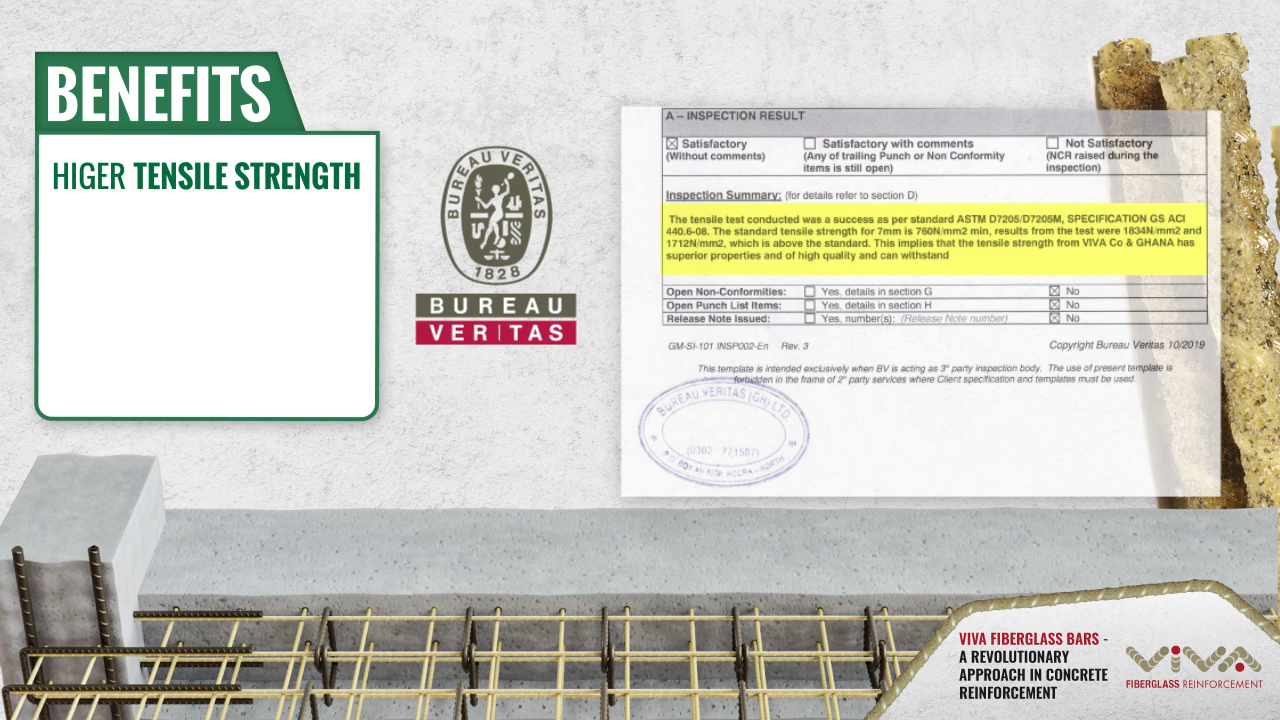 BENEFITS
HIGER TENSILE STRENGTH
BUREAU VERITAS
1828
BUREAU
VERITAS
A – INSPECTION RESULT
☒ Satisfactory
(Without comments)
☐ Satisfactory with comments
(Any of trailing Punch or Non Conformity
items is still open)
☐ Not Satisfactory
(NCR raised during the
inspection)
Inspection Summary: (for details refer to section D)
The tensile test conducted was a success as per standard ASTM D7205/D7205M, SPECIFICATION GS ACI
440.6-08. The standard tensile strength for 7mm is 760N/mm2 min, results from the test were 1834N/mm2 and
1712N/mm2, which is above the standard. This implies that the tensile strength from VIVA Co & GHANA has
superior properties and of high quality and can withstand
Open Non-Conformities: ☐ Yes, details in section G ☒ No
Open Punch List Items: ☐ Yes, details in section H ☒ No
Release Note Issued: ☐ Yes, number(s): (Release Note number) ☒ No
GM-SI-101 INSP002-En Rev. 3 Copyright Bureau Veritas 10/2019
This template is intended exclusively when BV is acting as 3° party inspection body. The use of present template is
forbidden in the frame of 2° party services where Client specification and templates must be used.
BUREAU VERITAS (GH) LTD
(0302 771507)
ACCRA - NORTH
VIVA FIBERGLASS BARS -
A REVOLUTIONARY
APPROACH IN CONCRETE
REINFORCEMENT
VIVA
FIBERGLASS REINFORCEMENT